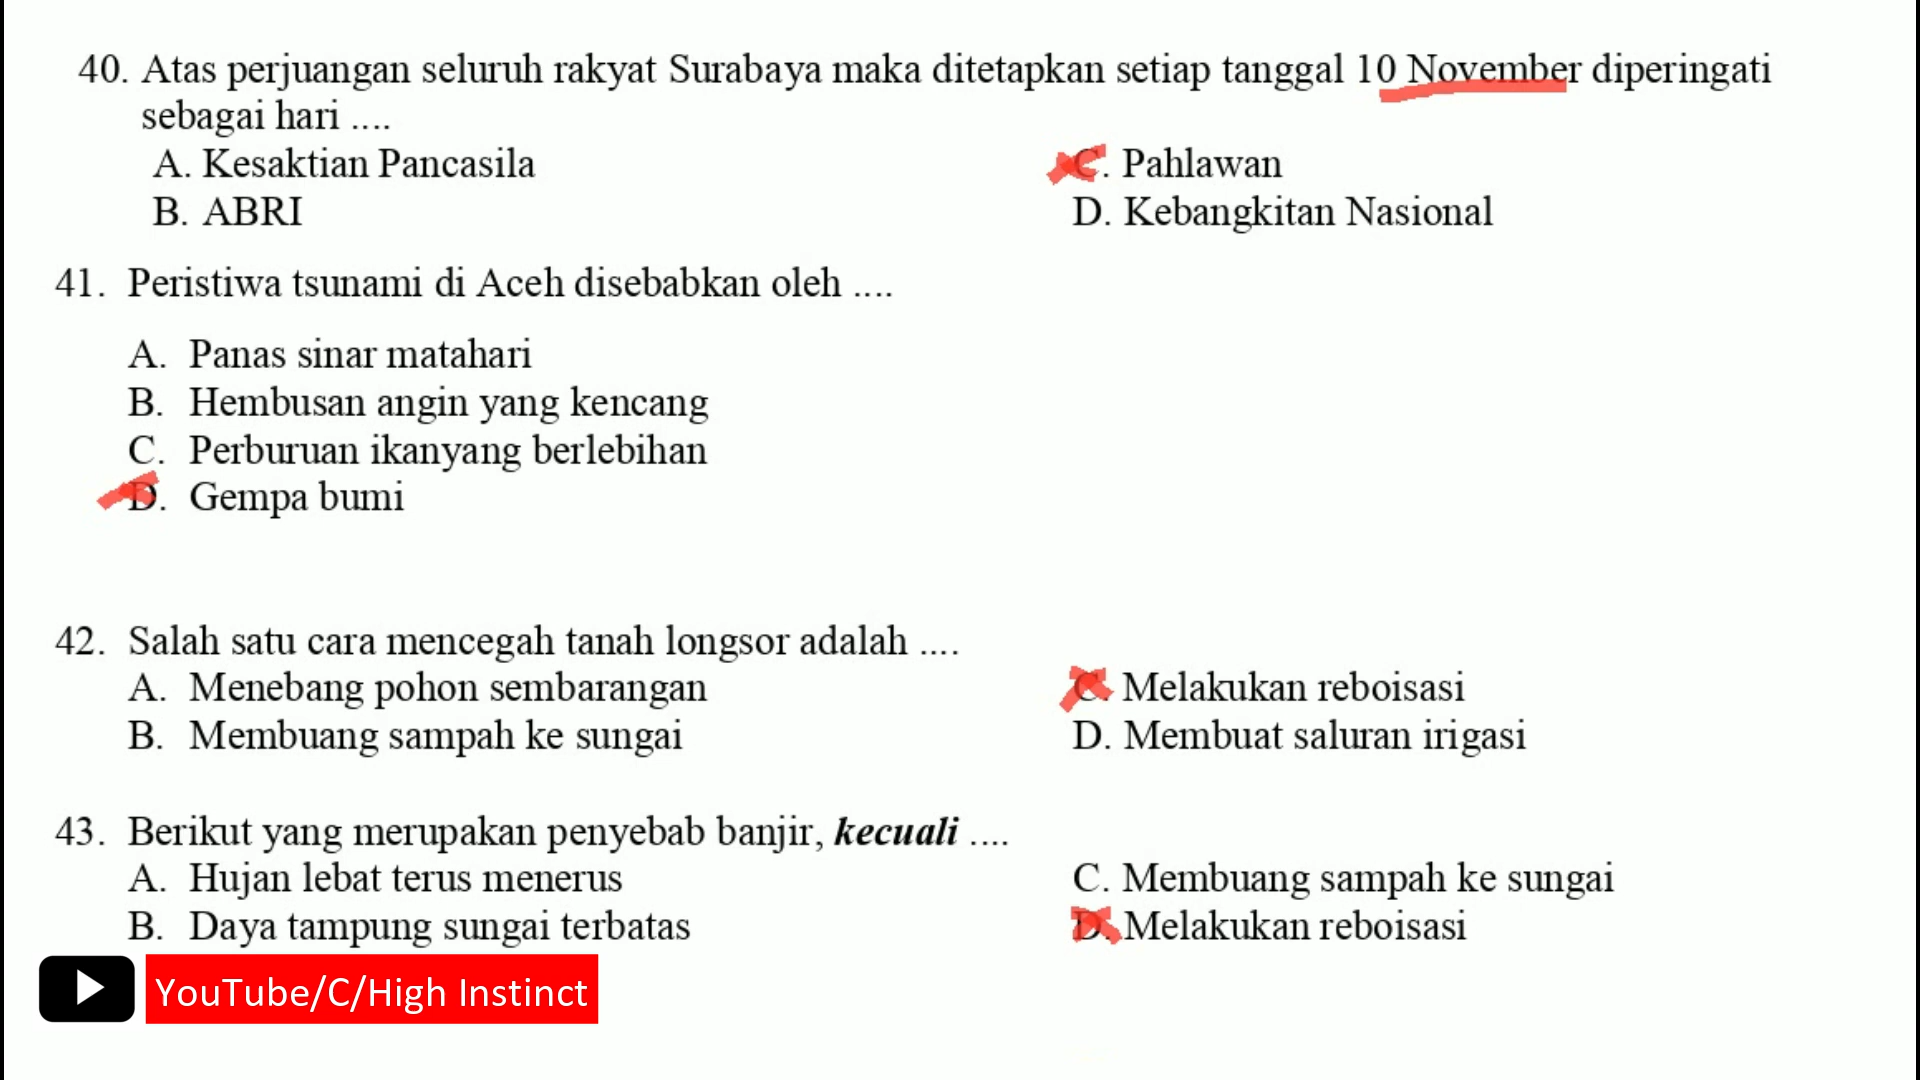 40. Atas perjuangan seluruh rakyat Surabaya maka ditetapkan setiap tanggal 10 November diperingati
sebagai hari ....
A. Kesaktian Pancasila
C. Pahlawan
B. ABRI
D. Kebangkitan Nasional
41. Peristiwa tsunami di Aceh disebabkan oleh ....
A. Panas sinar matahari
B. Hembusan angin yang kencang
C. Perburuan ikanyang berlebihan
D. Gempa bumi
42. Salah satu cara mencegah tanah longsor adalah ....
A. Menebang pohon sembarangan
C. Melakukan reboisasi
B. Membuang sampah ke sungai
D. Membuat saluran irigasi
43. Berikut yang merupakan penyebab banjir, kecuali ....
A. Hujan lebat terus menerus
C. Membuang sampah ke sungai
B. Daya tampung sungai terbatas
D. Melakukan reboisasi
YouTube/C/High Instinct